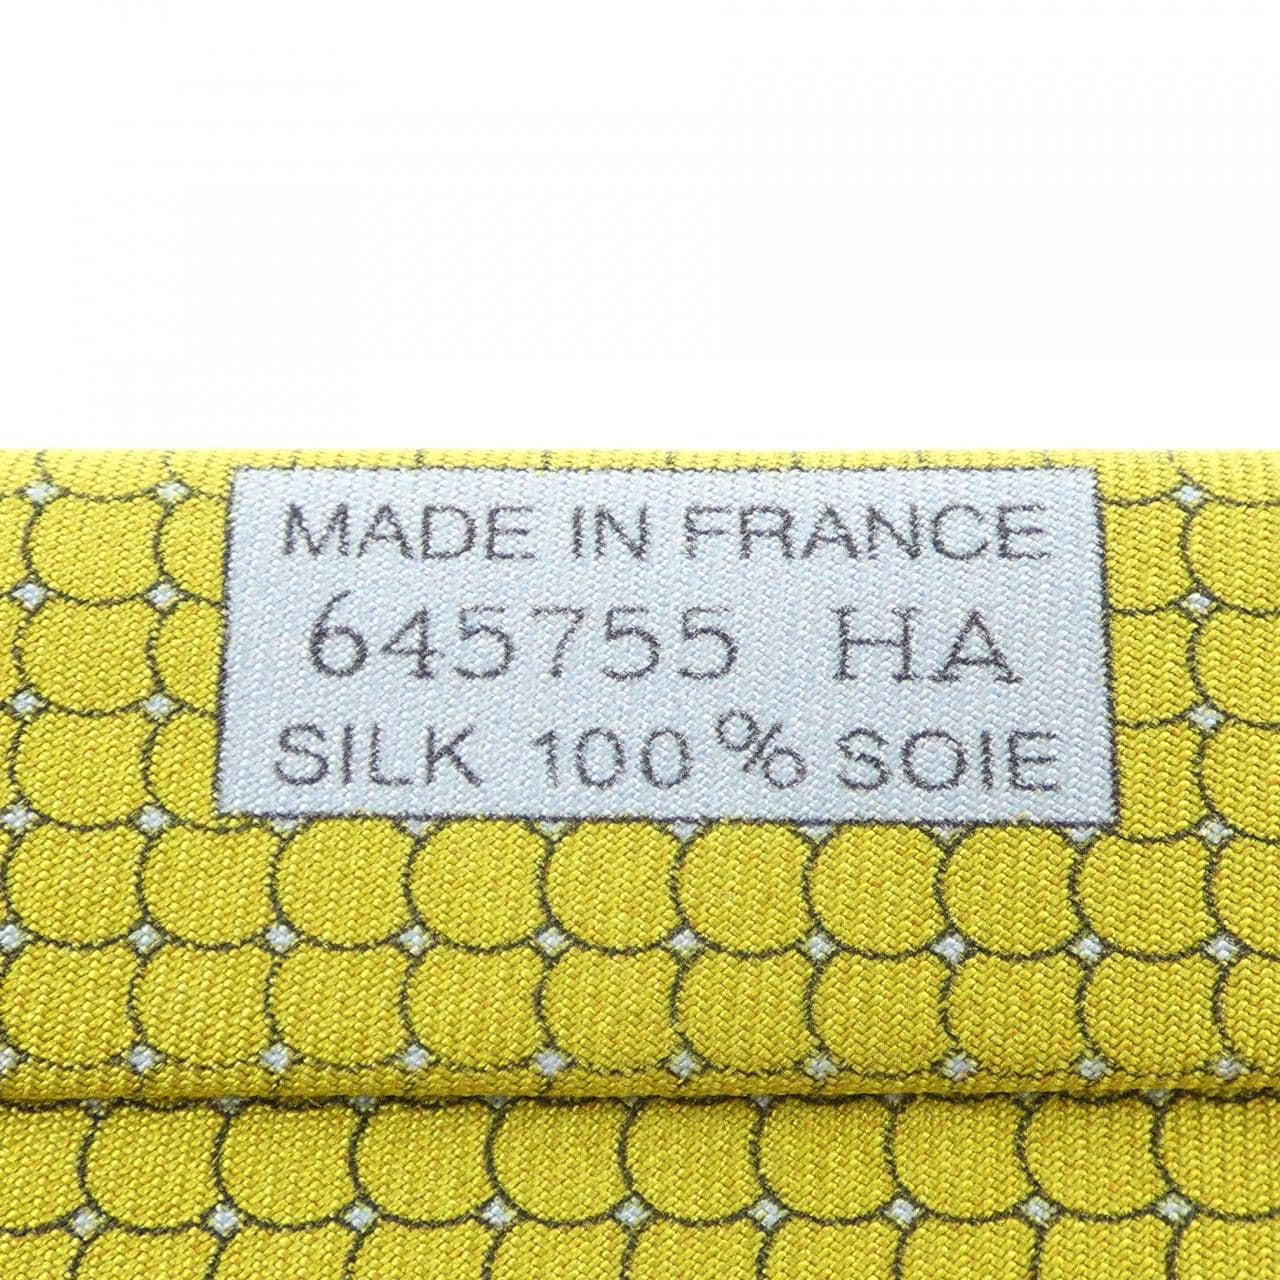 MADE IN FRANCE
645755 HA
SILK 100% SOIE